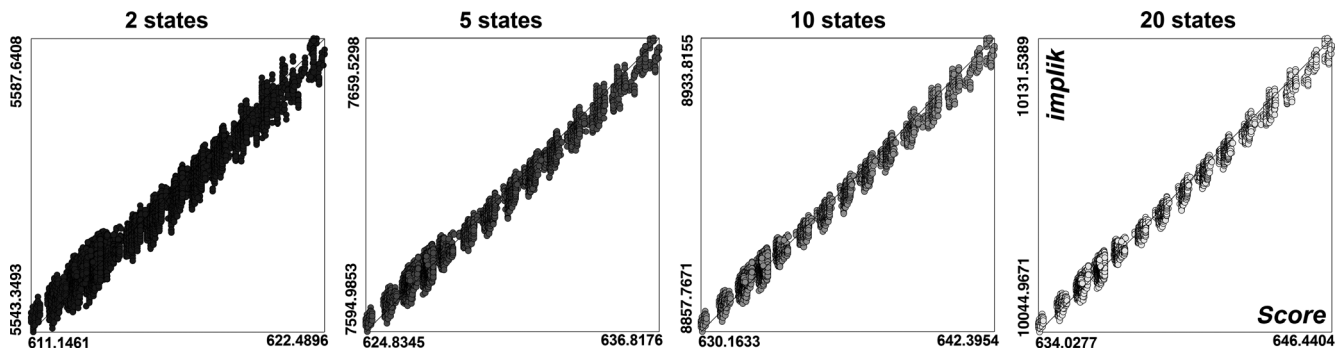 2 states
5 states
10 states
20 states
5587.6408
5543.3493
611.1461
622.4896
7659.5298
7594.9853
624.8345
636.8176
8933.8155
8857.7671
630.1633
642.3954
10131.5389
10044.9671
implik
Score
634.0277
646.4404